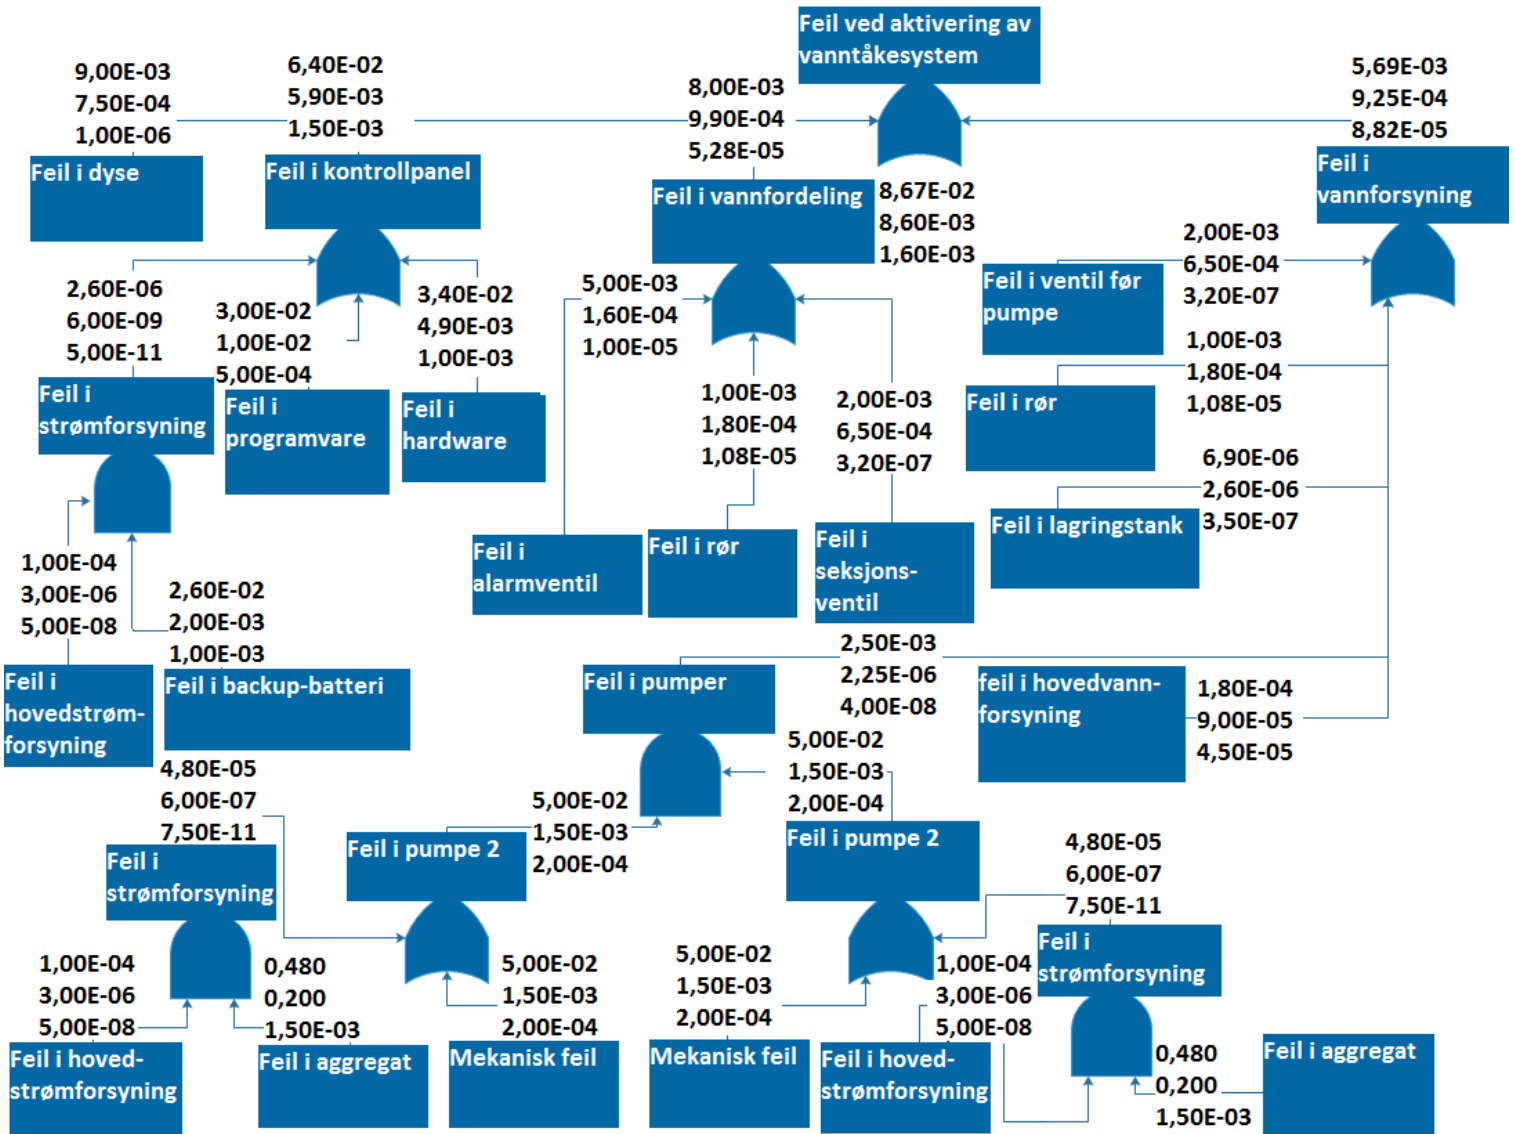 Feil ved aktivering av
vanntåkesystem
9,00E-03
7,50E-04
1,00E-06
6,40E-02
5,90E-03
1,50E-03
8,00E-03
9,90E-04
5,28E-05
5,69E-03
9,25E-04
8,82E-05
Feil i dyse
Feil i kontrollpanel
Feil i vannfordeling
8,67E-02
8,60E-03
1,60E-03
Feil i
vannforsyning
2,60E-06
6,00E-09
5,00E-11
3,00E-02
1,00E-02
5,00E-04
3,40E-02
4,90E-03
1,00E-03
5,00E-03
1,60E-04
1,00E-05
2,00E-03
6,50E-04
3,20E-07
Feil i ventil før
pumpe
Feil i
strømforsyning
Feil i
programvare
Feil i
hardware
1,00E-03
1,80E-04
1,08E-05
2,00E-03
6,50E-04
3,20E-07
1,00E-03
1,80E-04
1,08E-05
Feil i rør
6,90E-06
2,60E-06
3,50E-07
Feil i lagringstank
1,00E-04
3,00E-06
5,00E-08
2,60E-02
2,00E-03
1,00E-03
Feil i
alarmventil
Feil i rør
Feil i
seksjons-
ventil
Feil i
hovedstrøm-
forsyning
Feil i backup-batteri
Feil i pumper
2,50E-03
2,25E-06
4,00E-08
feil i hovedvann-
forsyning
1,80E-04
9,00E-05
4,50E-05
4,80E-05
6,00E-07
7,50E-11
5,00E-02
1,50E-03
2,00E-04
5,00E-02
1,50E-03
2,00E-04
Feil i
strømforsyning
Feil i pumpe 2
Feil i pumpe 2
4,80E-05
6,00E-07
7,50E-11
1,00E-04
3,00E-06
5,00E-08
0,480
0,200
1,50E-03
5,00E-02
1,50E-03
2,00E-04
5,00E-02
1,50E-03
2,00E-04
1,00E-04
3,00E-06
5,00E-08
Feil i
strømforsyning
Feil i hoved-
strømforsyning
Feil i aggregat
Mekanisk feil
Mekanisk feil
Feil i hoved-
strømforsyning
0,480
0,200
1,50E-03
Feil i aggregat